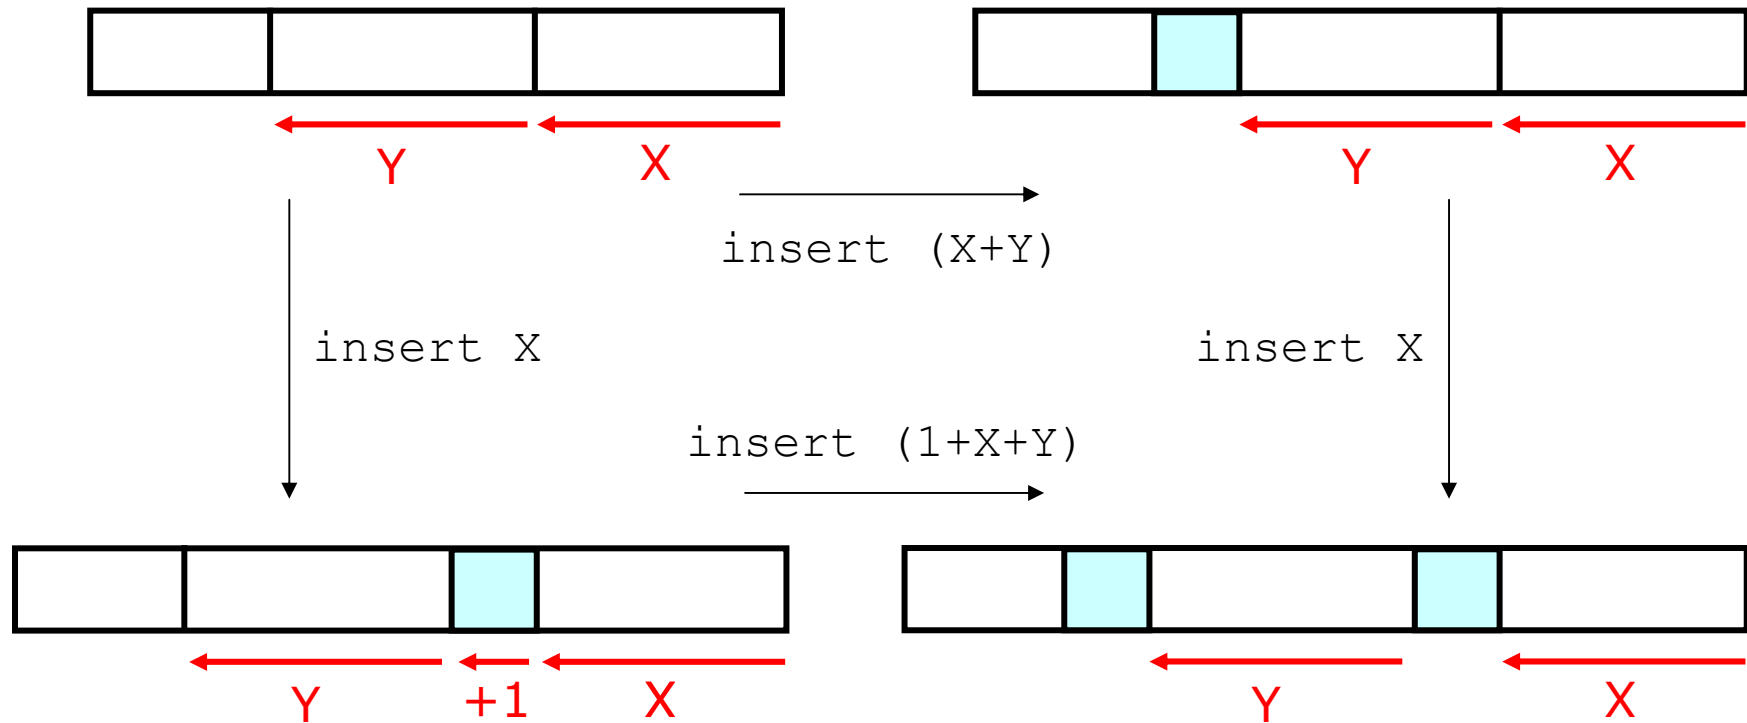 Y X
Y X
insert (X+Y)
insert X
insert X
insert (1+X+Y)
Y +1 X
Y X